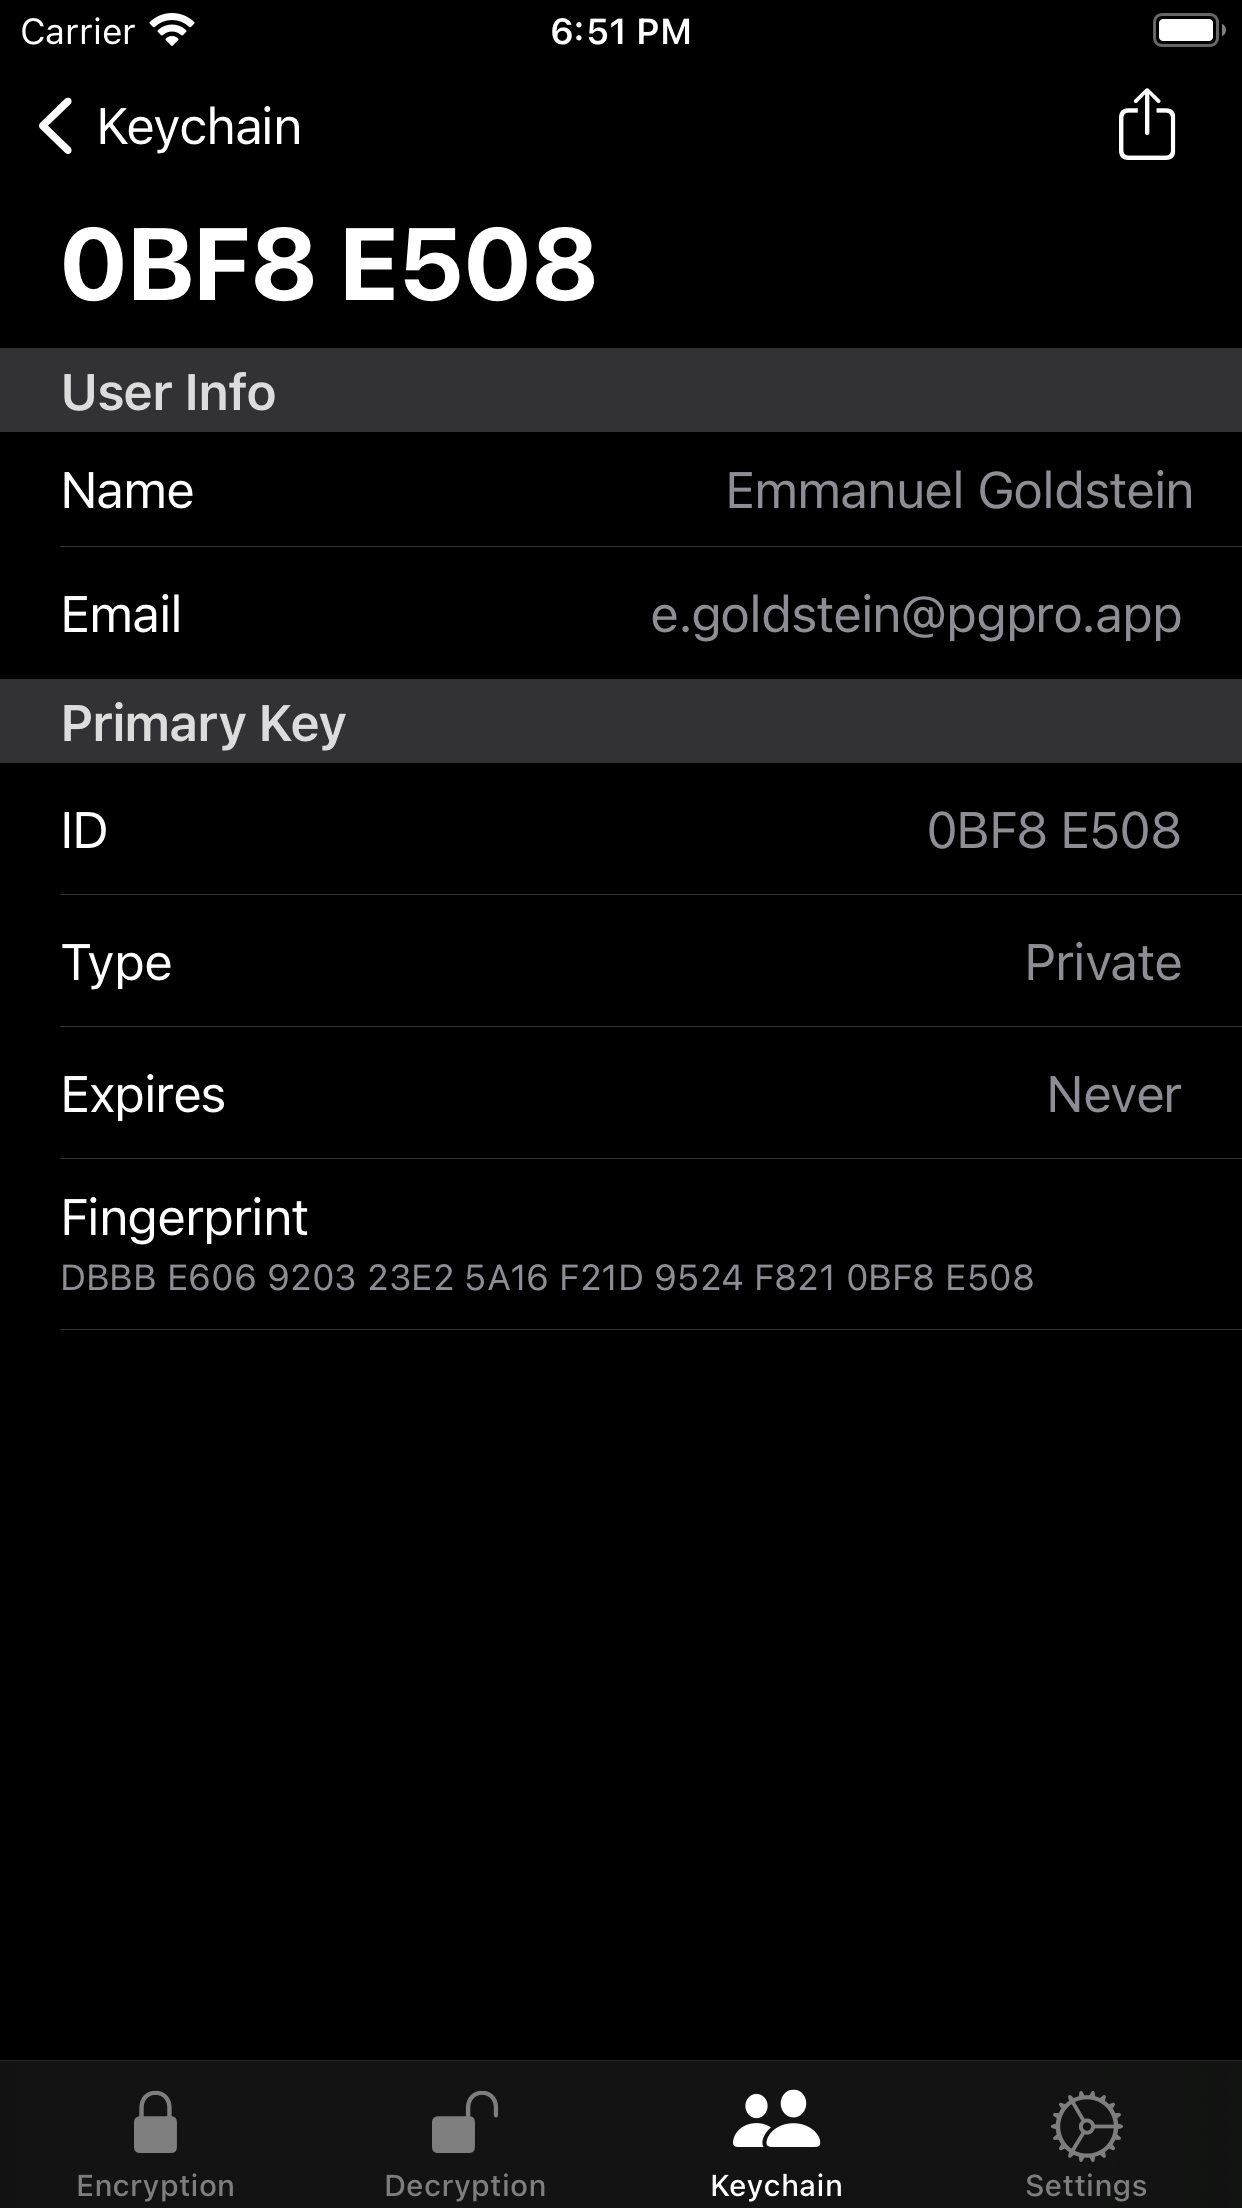 Carrier 6:51 PM
Keychain
0BF8 E508
User Info
Name Emmanuel Goldstein
Email e.goldstein@pgpro.app
Primary Key
ID 0BF8 E508
Type Private
Expires Never
Fingerprint
DBBB E606 9203 23E2 5A16 F21D 9524 F821 0BF8 E508
Encryption Decryption Keychain Settings